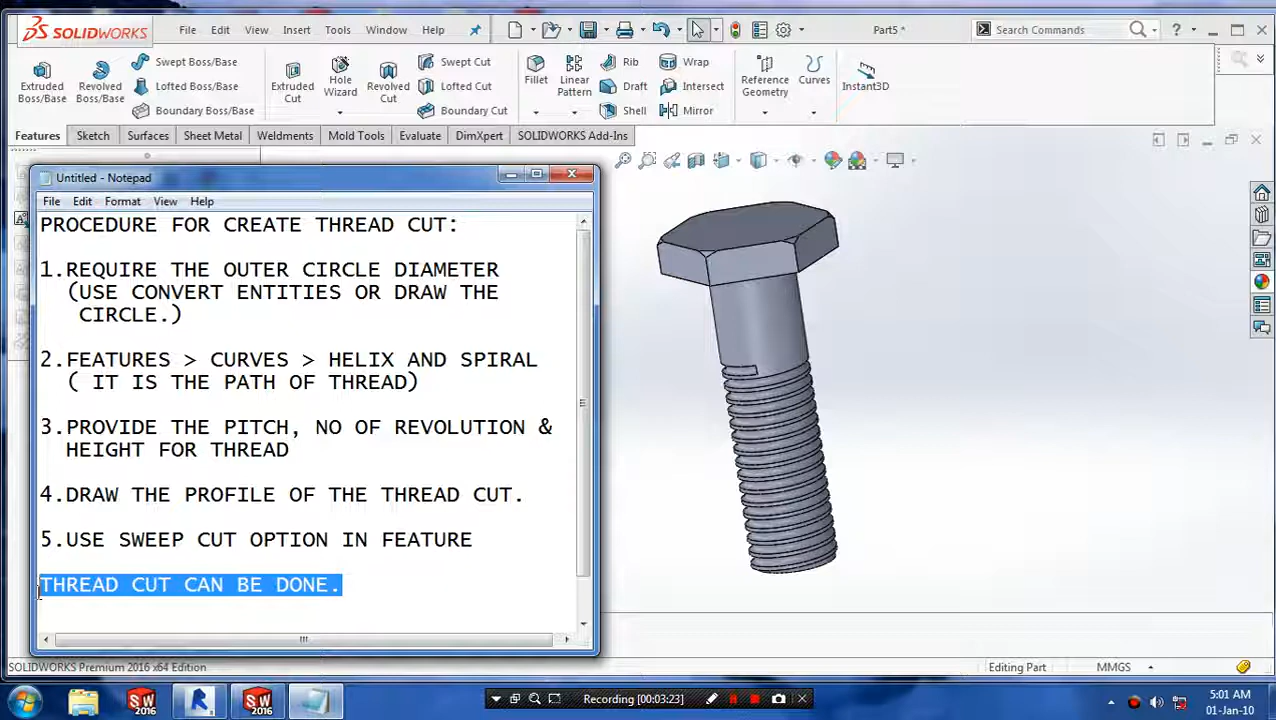 SOLIDWORKS File Edit View Insert Tools Window Help Part5 * Search Commands ?
Extruded Boss/Base
Revolved Boss/Base
Swept Boss/Base
Lofted Boss/Base
Boundary Boss/Base
Extruded Cut
Hole Wizard
Revolved Cut
Swept Cut
Lofted Cut
Boundary Cut
Fillet
Linear Pattern
Rib
Draft
Shell
Wrap
Intersect
Mirror
Reference Geometry
Curves
Instant3D
Features Sketch Surfaces Sheet Metal Weldments Mold Tools Evaluate DimXpert SOLIDWORKS Add-Ins
Untitled - Notepad
File Edit Format View Help
PROCEDURE FOR CREATE THREAD CUT:
1.REQUIRE THE OUTER CIRCLE DIAMETER
(USE CONVERT ENTITIES OR DRAW THE
CIRCLE.)
2.FEATURES > CURVES > HELIX AND SPIRAL
( IT IS THE PATH OF THREAD)
3.PROVIDE THE PITCH, NO OF REVOLUTION &
HEIGHT FOR THREAD
4.DRAW THE PROFILE OF THE THREAD CUT.
5.USE SWEEP CUT OPTION IN FEATURE
THREAD CUT CAN BE DONE.
SOLIDWORKS Premium 2016 x64 Edition Editing Part MMGS
SW 2016
R
SW 2016
Recording [00:03:23]
5:01 AM
01-Jan-10